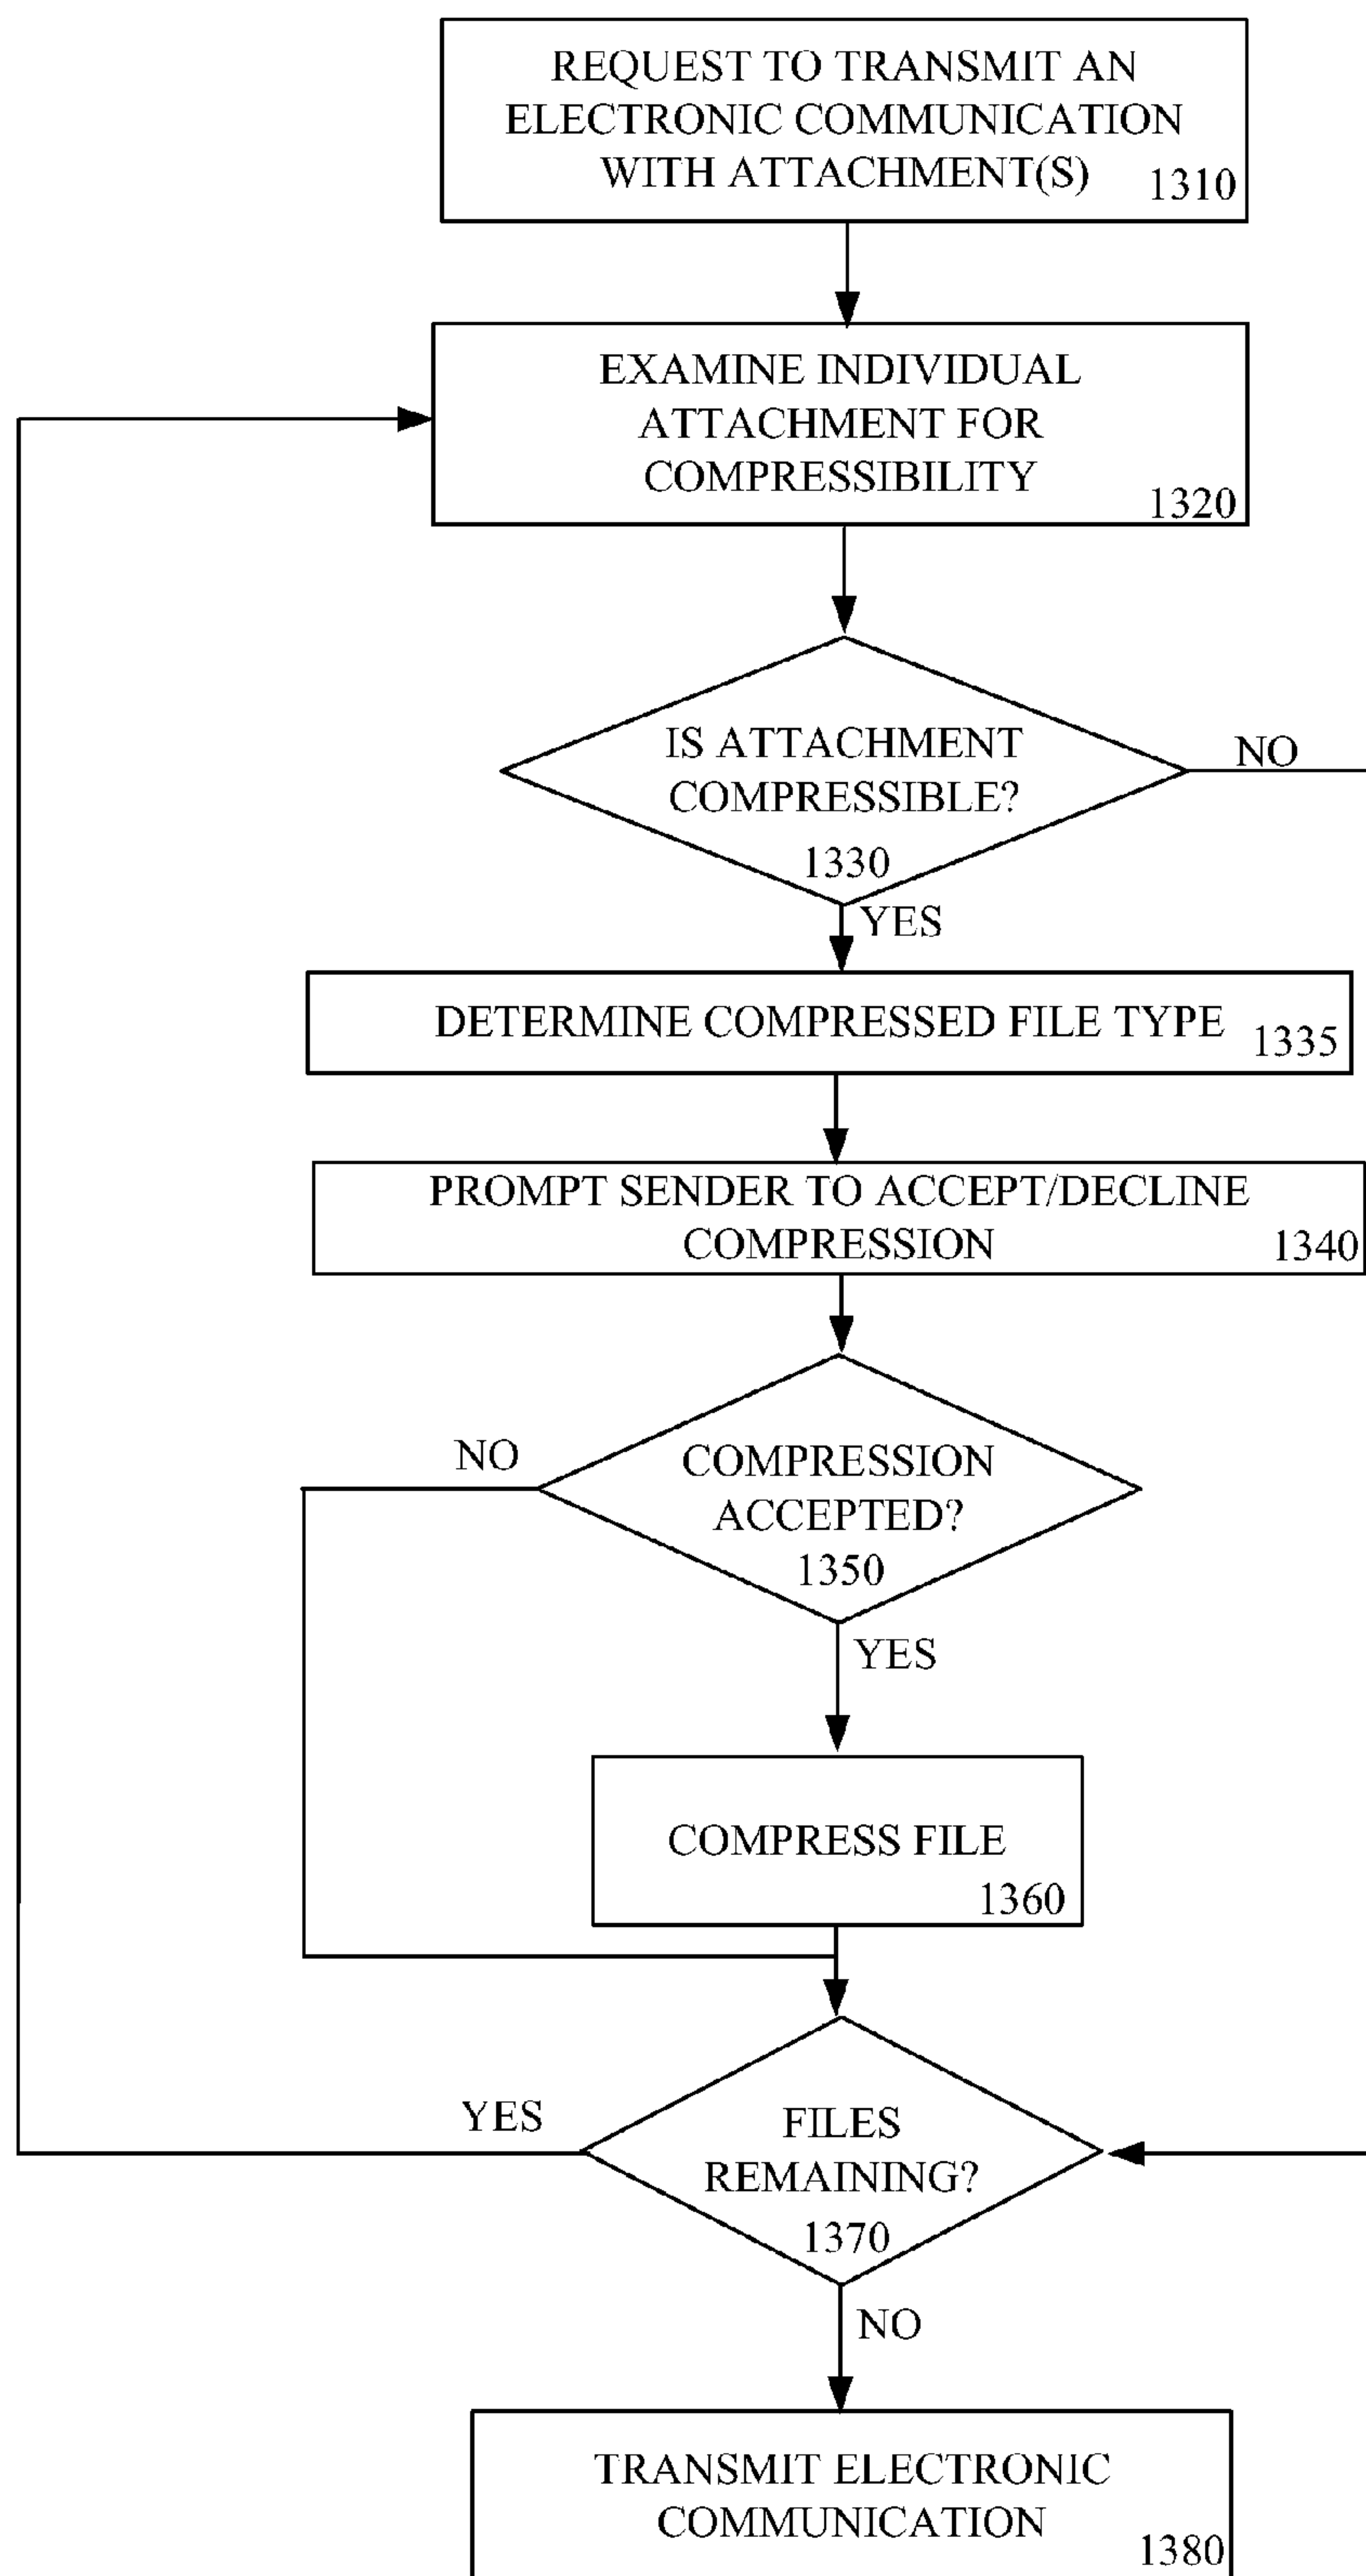 REQUEST TO TRANSMIT AN
ELECTRONIC COMMUNICATION
WITH ATTACHMENT(S)
1310
EXAMINE INDIVIDUAL
ATTACHMENT FOR
COMPRESSIBILITY
1320
IS ATTACHMENT
COMPRESSIBLE?
1330
NO
YES
DETERMINE COMPRESSED FILE TYPE
1335
PROMPT SENDER TO ACCEPT/DECLINE
COMPRESSION
1340
NO
COMPRESSION
ACCEPTED?
1350
YES
COMPRESS FILE
1360
YES
FILES
REMAINING?
1370
NO
TRANSMIT ELECTRONIC
COMMUNICATION
1380